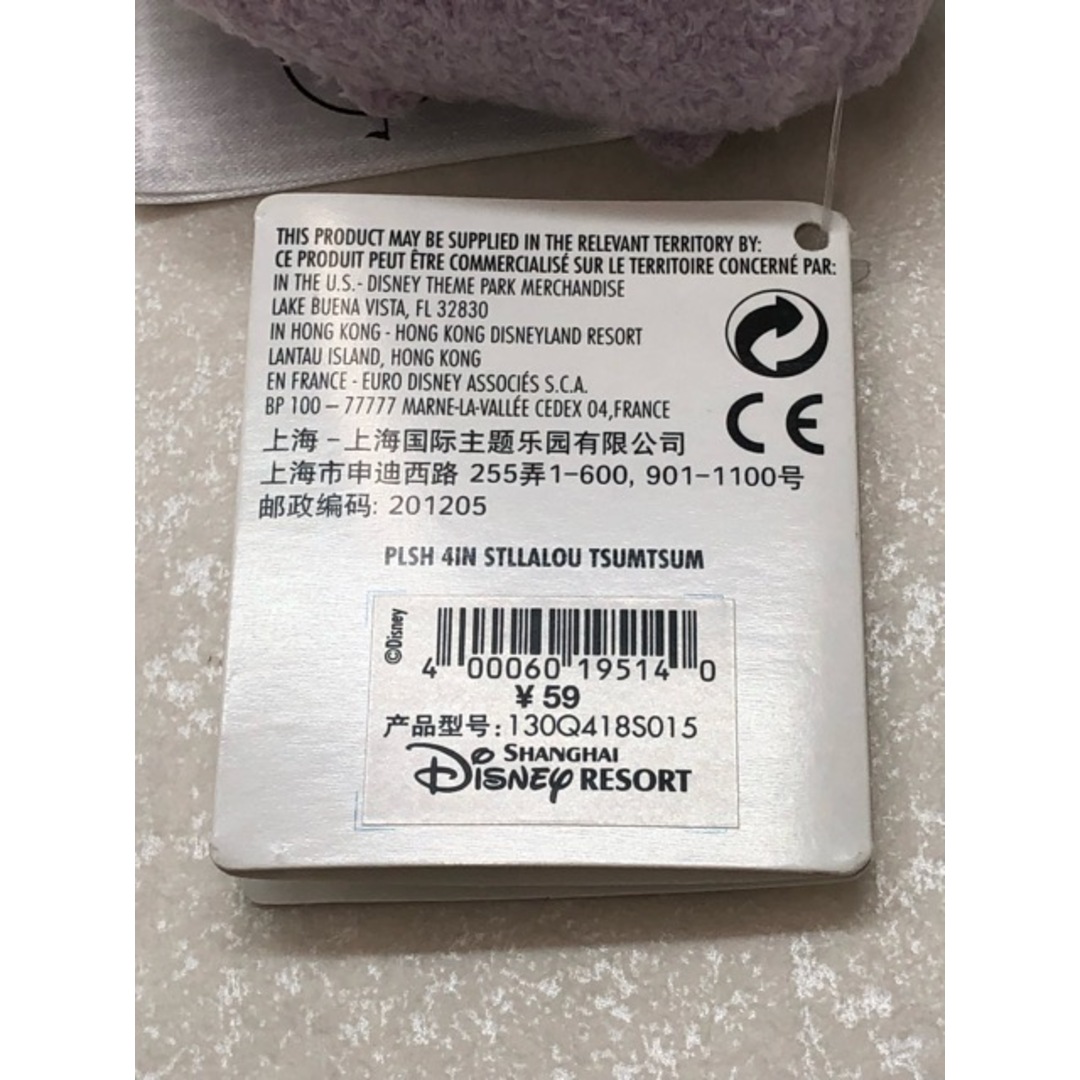 THIS PRODUCT MAY BE SUPPLIED IN THE RELEVANT TERRITORY BY:
CE PRODUIT PEUT ÊTRE COMMERCIALISÉ SUR LE TERRITOIRE CONCERNÉ PAR:
IN THE U.S.- DISNEY THEME PARK MERCHANDISE
LAKE BUENA VISTA, FL 32830
IN HONG KONG - HONG KONG DISNEYLAND RESORT
LANTAU ISLAND, HONG KONG
EN FRANCE - EURO DISNEY ASSOCIÉS S.C.A.
BP 100 – 77777 MARNE-LA-VALLÉE CEDEX 04,FRANCE
CE
上海 - 上海国际主题乐园有限公司
上海市申迪西路 255弄1-600, 901-1100号
邮政编码: 201205
PLSH 4IN STLLALOU TSUMTSUM
©Disney
4 00060 19514 0
¥ 59
产品型号: 130Q418S015
SHANGHAI
DISNEY RESORT